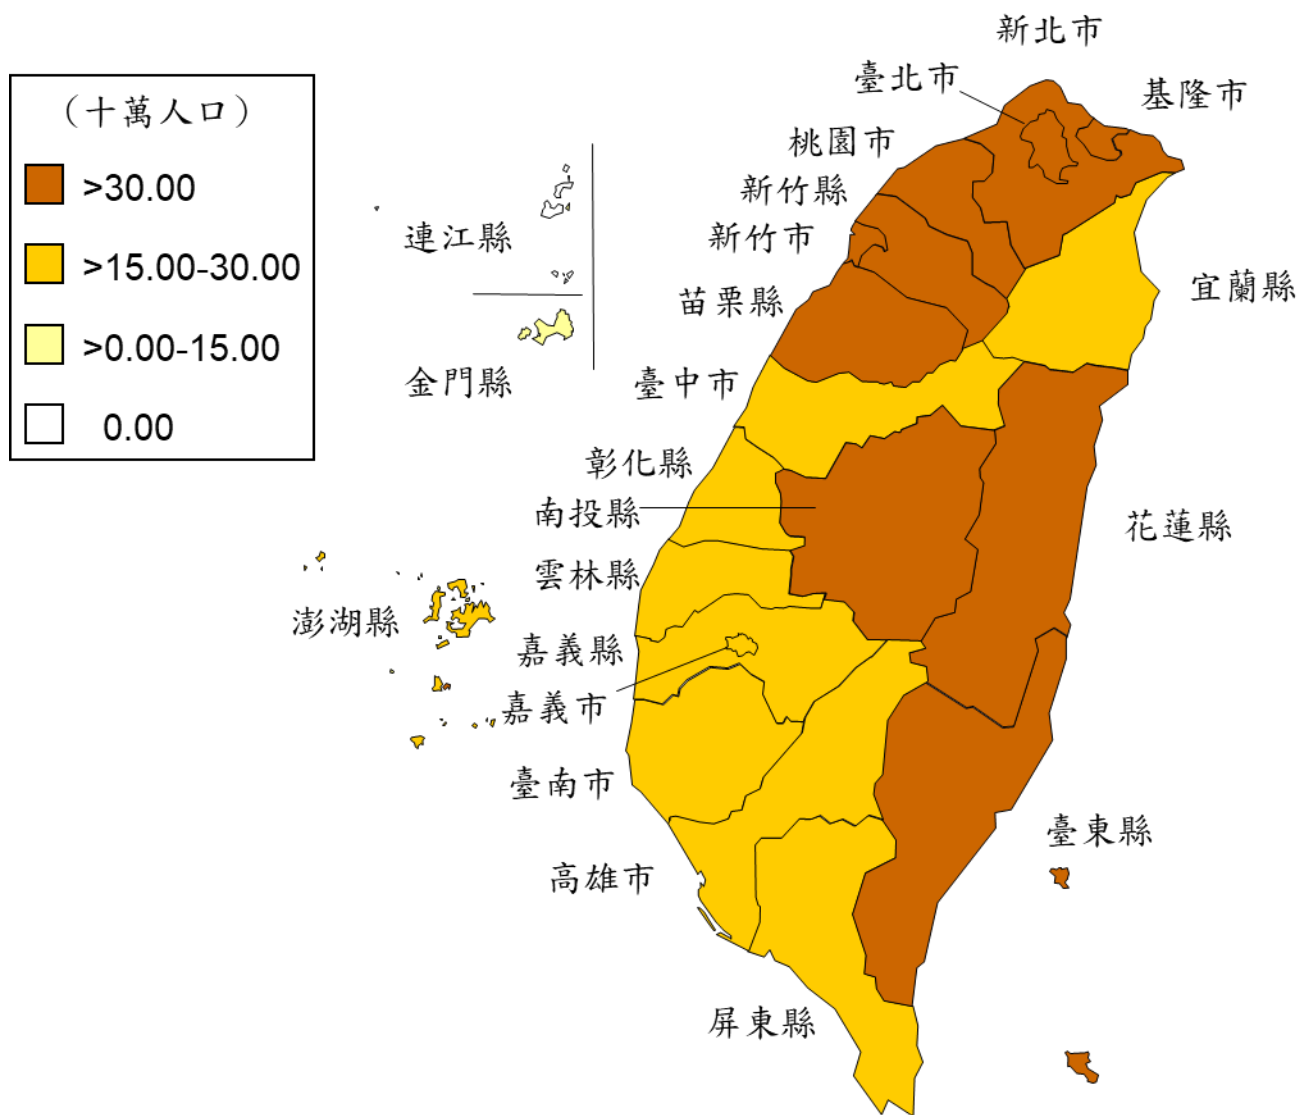 (十萬人口)
>30.00
>15.00-30.00
>0.00-15.00
0.00
新北市
臺北市
基隆市
桃園市
新竹縣
新竹市
連江縣
苗栗縣
宜蘭縣
金門縣
臺中市
彰化縣
南投縣
花蓮縣
雲林縣
澎湖縣
嘉義縣
嘉義市
臺南市
臺東縣
高雄市
屏東縣